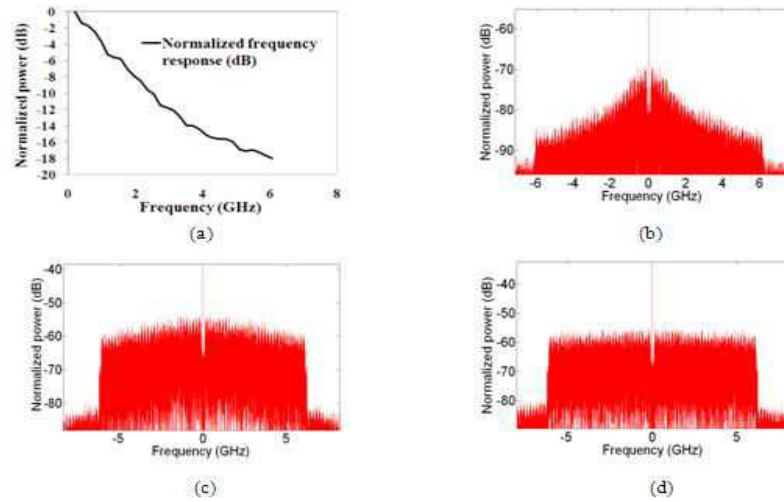 0
-2
-4
-6
-8
-10
-12
-14
-16
-18
-20
Normalized power (dB)
Normalized frequency
response (dB)
0 2 4 6 8
Frequency (GHz)
(a)
-60
-70
-80
-90
Normalized power (dB)
-6 -4 -2 0 2 4 6
Frequency (GHz)
(b)
-40
-50
-60
-70
-80
Normalized power (dB)
-5 0 5
Frequency (GHz)
(c)
-40
-50
-60
-70
-80
Normalized power (dB)
-5 0 5
Frequency (GHz)
(d)